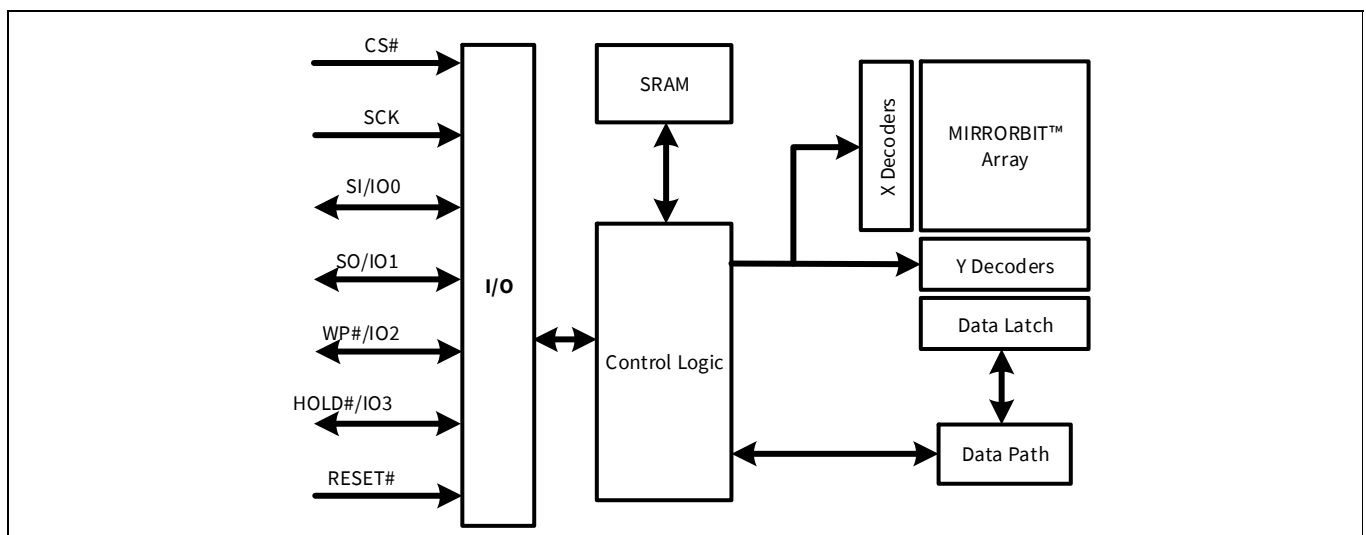 CS#
SCK
SI/IO0
SO/IO1
WP#/IO2
HOLD#/IO3
RESET#
I/O
SRAM
Control Logic
X Decoders
MIRRORBIT™
Array
Y Decoders
Data Latch
Data Path